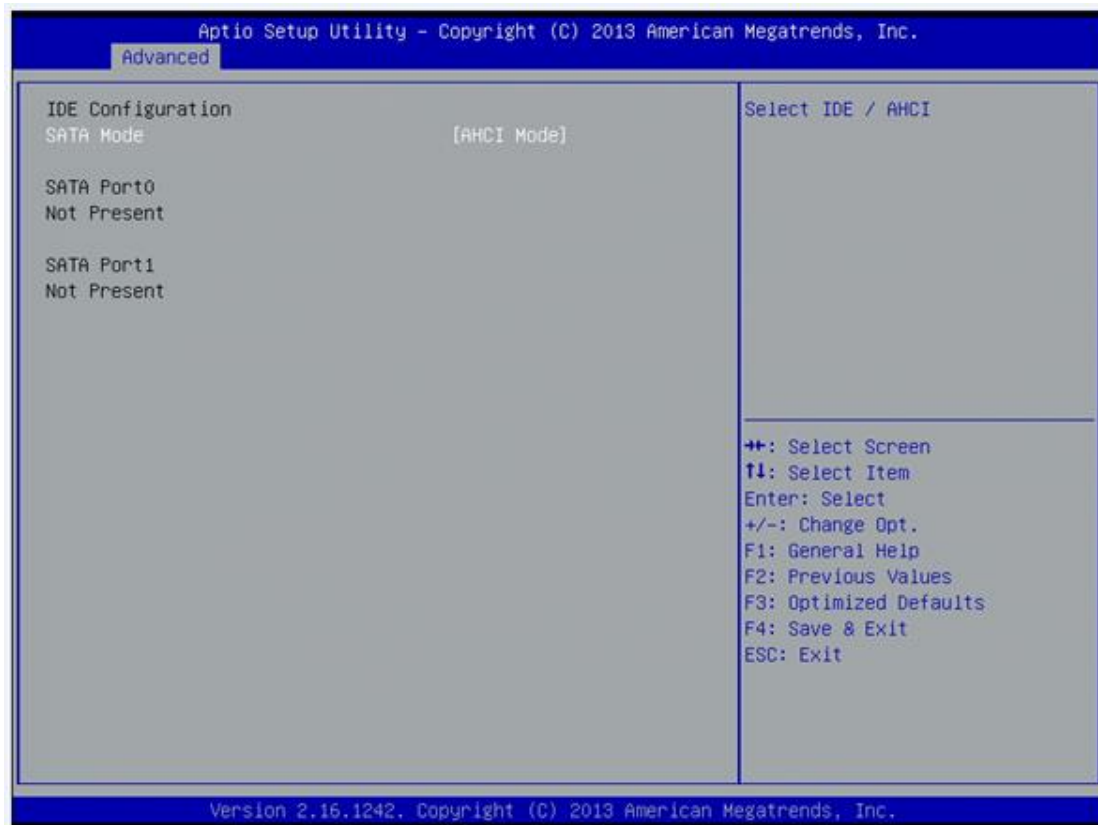 Aptio Setup Utility – Copyright (C) 2013 American Megatrends, Inc.
Advanced
IDE Configuration
SATA Mode [AHCI Mode]
SATA Port0
Not Present
SATA Port1
Not Present
Select IDE / AHCI
→←: Select Screen
↑↓: Select Item
Enter: Select
+/-: Change Opt.
F1: General Help
F2: Previous Values
F3: Optimized Defaults
F4: Save & Exit
ESC: Exit
Version 2.16.1242. Copyright (C) 2013 American Megatrends, Inc.